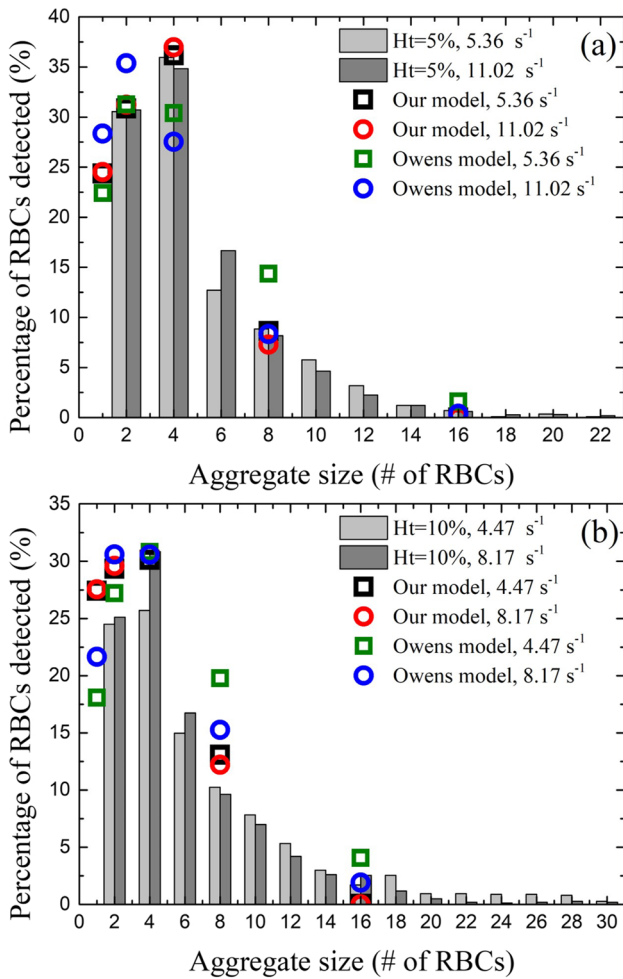 (a)
Ht=5%, 5.36 s⁻¹
Ht=5%, 11.02 s⁻¹
Our model, 5.36 s⁻¹
Our model, 11.02 s⁻¹
Owens model, 5.36 s⁻¹
Owens model, 11.02 s⁻¹
Percentage of RBCs detected (%)
40
35
30
25
20
15
10
5
0
0 2 4 6 8 10 12 14 16 18 20 22
Aggregate size (# of RBCs)
(b)
Ht=10%, 4.47 s⁻¹
Ht=10%, 8.17 s⁻¹
Our model, 4.47 s⁻¹
Our model, 8.17 s⁻¹
Owens model, 4.47 s⁻¹
Owens model, 8.17 s⁻¹
Percentage of RBCs detected (%)
35
30
25
20
15
10
5
0
0 2 4 6 8 10 12 14 16 18 20 22 24 26 28 30
Aggregate size (# of RBCs)